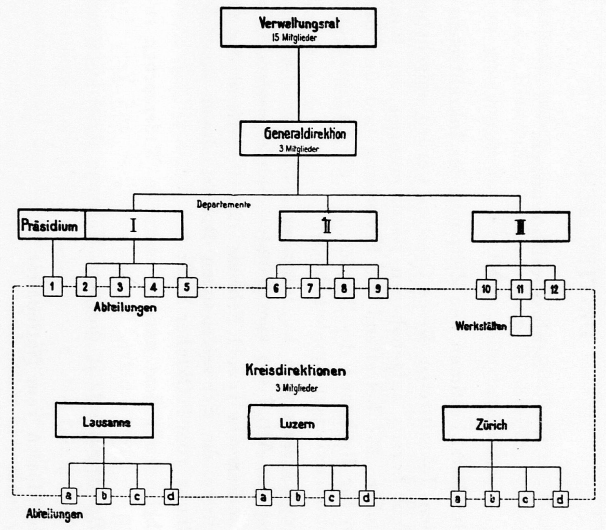 Verwaltungsrat
15 Mitglieder
Generaldirektion
3 Mitglieder
Departemente
Präsidium I II III
1 2 3 4 5 6 7 8 9 10 11 12
Abteilungen
Werkstätten
Kreisdirektionen
3 Mitglieder
Lausanne Luzern Zürich
a b c d a b c d a b c d
Abteilungen